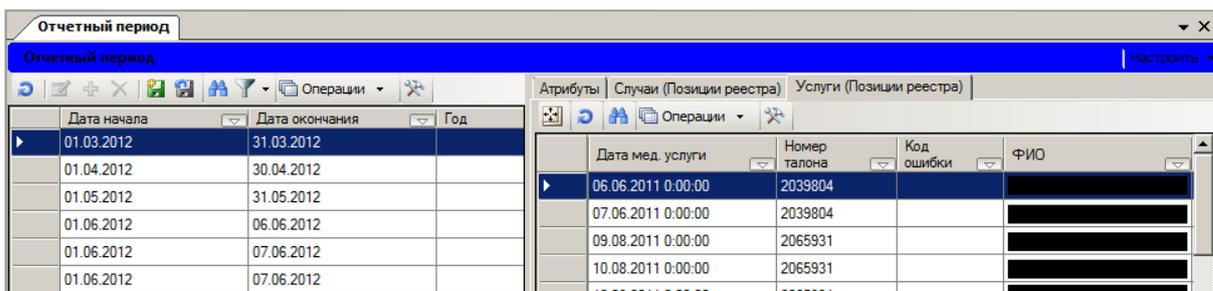 Отчетный период
Отчетный период
Настроить
Операции
Дата начала Дата окончания Год
01.03.2012 31.03.2012
01.04.2012 30.04.2012
01.05.2012 31.05.2012
01.06.2012 06.06.2012
01.06.2012 07.06.2012
01.06.2012 07.06.2012
Атрибуты Случаи (Позиции реестра) Услуги (Позиции реестра)
Операции
Дата мед. услуги Номер талона Код ошибки ФИО
06.06.2011 0:00:00 2039804
07.06.2011 0:00:00 2039804
09.08.2011 0:00:00 2065931
10.08.2011 0:00:00 2065931